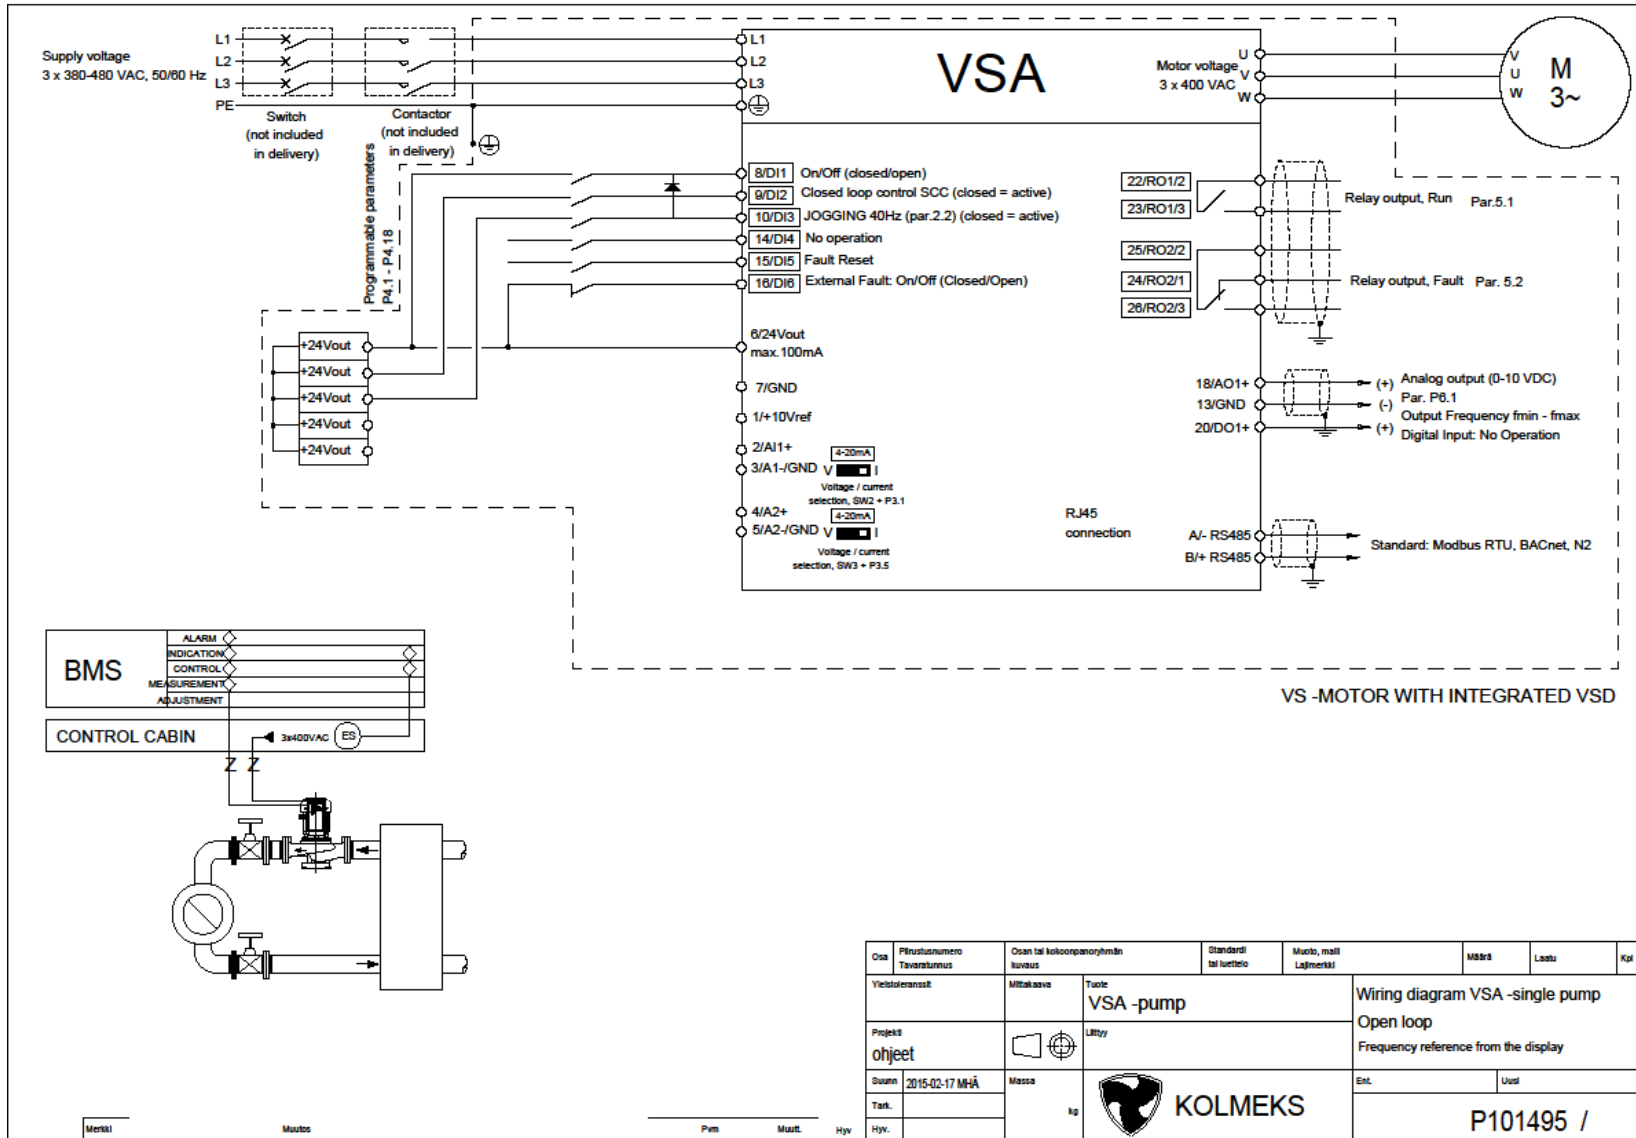 Supply voltage
3 x 380-480 VAC, 50/60 Hz
L1
L2
L3
PE
Switch
(not included
in delivery)
Contactor
(not included
in delivery)
Programmable parameters
P4.1 - P4.18
L1
L2
L3
VSA
Motor voltage
3 x 400 VAC
U
V
W
V
U
W
M
3~
8/DI1 On/Off (closed/open)
9/DI2 Closed loop control SCC (closed = active)
10/DI3 JOGGING 40Hz (par.2.2) (closed = active)
14/DI4 No operation
15/DI5 Fault Reset
16/DI6 External Fault: On/Off (Closed/Open)
6/24Vout
max.100mA
7/GND
1/+10Vref
2/AI1+
3/A1-/GND
4-20mA
V I
Voltage / current
selection, SW2 + P3.1
4/A2+
5/A2-/GND
4-20mA
V I
Voltage / current
selection, SW3 + P3.5
+24Vout
+24Vout
+24Vout
+24Vout
+24Vout
22/RO1/2
23/RO1/3
Relay output, Run Par.5.1
25/RO2/2
24/RO2/1
26/RO2/3
Relay output, Fault Par. 5.2
18/AO1+
13/GND
20/DO1+
(+) Analog output (0-10 VDC)
Par. P6.1
(-)
Output Frequency fmin - fmax
(+)
Digital Input: No Operation
RJ45
connection
A/- RS485
B/+ RS485
Standard: Modbus RTU, BACnet, N2
VS -MOTOR WITH INTEGRATED VSD
BMS
ALARM
INDICATION
CONTROL
MEASUREMENT
ADJUSTMENT
CONTROL CABIN
3x400VAC
ES
Z Z
Osa
Piirustusnumero
Tavaratunnus
Osan tai kokoonpanoryhmän
kuvaus
Standardi
tai luettelo
Muoto, malli
Lajimerkki
Määrä
Laatu
Kpl
Yleistoleranssit
Mittakaava
Tuote
VSA -pump
Wiring diagram VSA -single pump
Open loop
Frequency reference from the display
Projekti
ohjeet
Liittyy
Suunn 2015-02-17 MHÄ
Tark.
Hyv.
Massa
kg
KOLMEKS
Ent.
Uusi
P101495 /
Merkki
Muutos
Pvm
Muutt.
Hyv